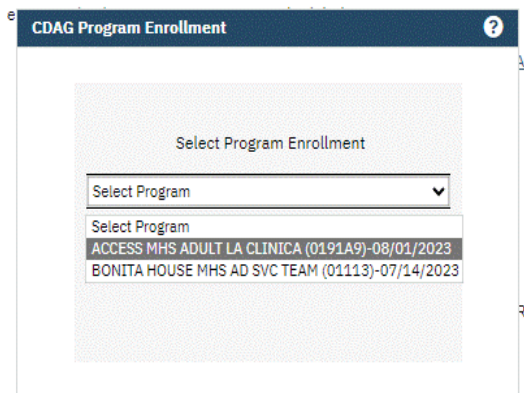 e
CDAG Program Enrollment ?
A
Select Program Enrollment
Select Program
Select Program
ACCESS MHS ADULT LA CLINICA (0191A9)-08/01/2023
BONITA HOUSE MHS AD SVC TEAM (01113)-07/14/2023
R